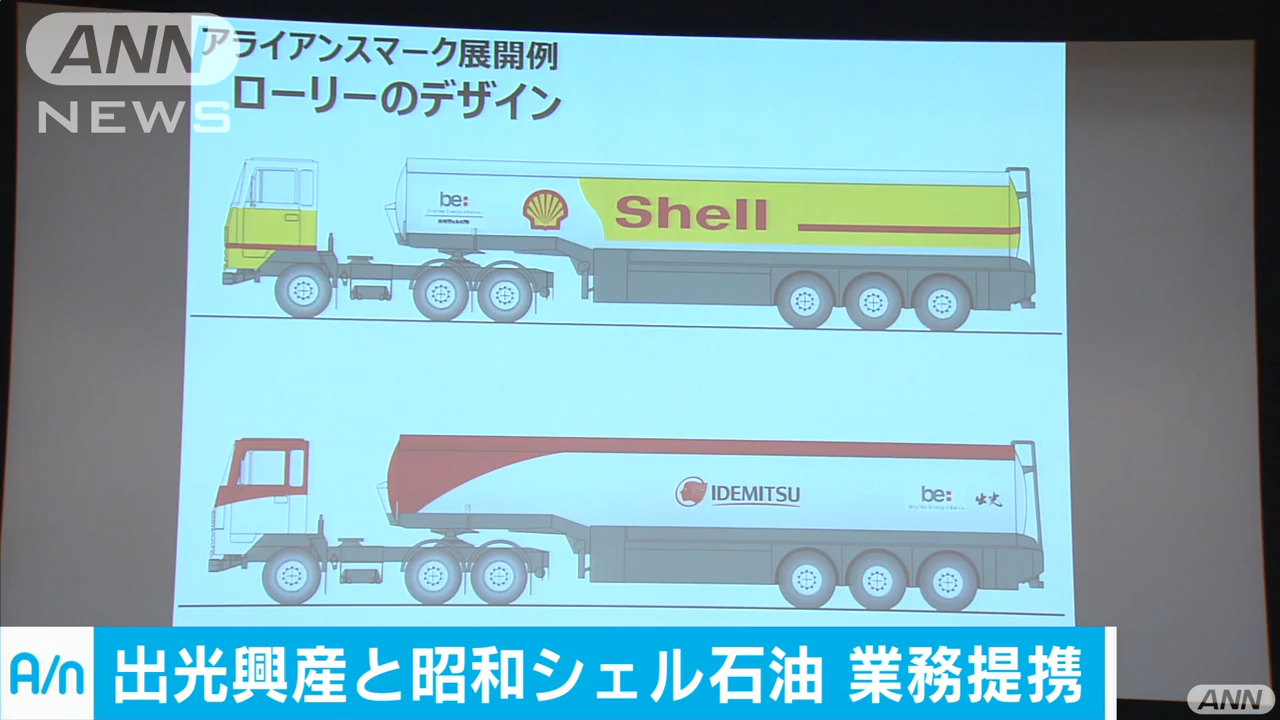 ANN
NEWS
アライアンスマーク展開例
ローリーのデザイン
be:
Shell
IDEMITSU
be:
出光
A/n
出光興産と昭和シェル石油 業務提携
ANN